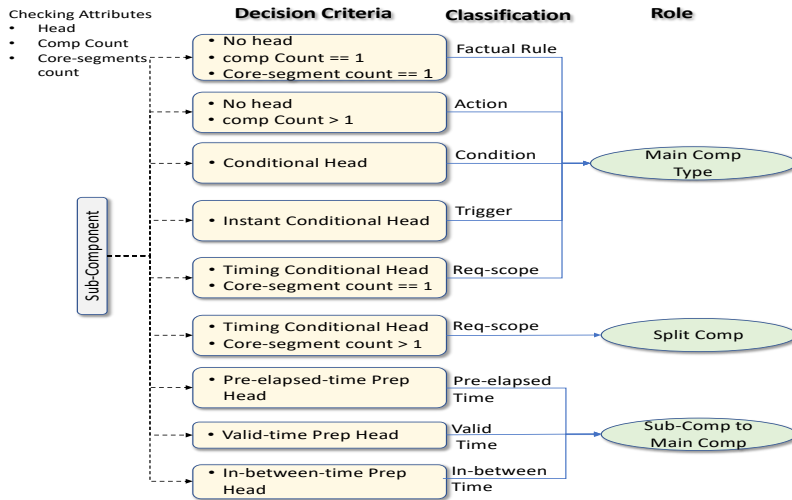 Checking Attributes
• Head
• Comp Count
• Core-segments
count
Decision Criteria
Classification
Role
Sub-Component
• No head
• comp Count == 1
• Core-segment count == 1
Factual Rule
• No head
• comp Count > 1
Action
• Conditional Head
Condition
Main Comp
Type
• Instant Conditional Head
Trigger
• Timing Conditional Head
• Core-segment count == 1
Req-scope
• Timing Conditional Head
• Core-segment count > 1
Req-scope
Split Comp
• Pre-elapsed-time Prep
Head
Pre-elapsed
Time
• Valid-time Prep Head
Valid
Time
Sub-Comp to
Main Comp
• In-between-time Prep
Head
In-between
Time